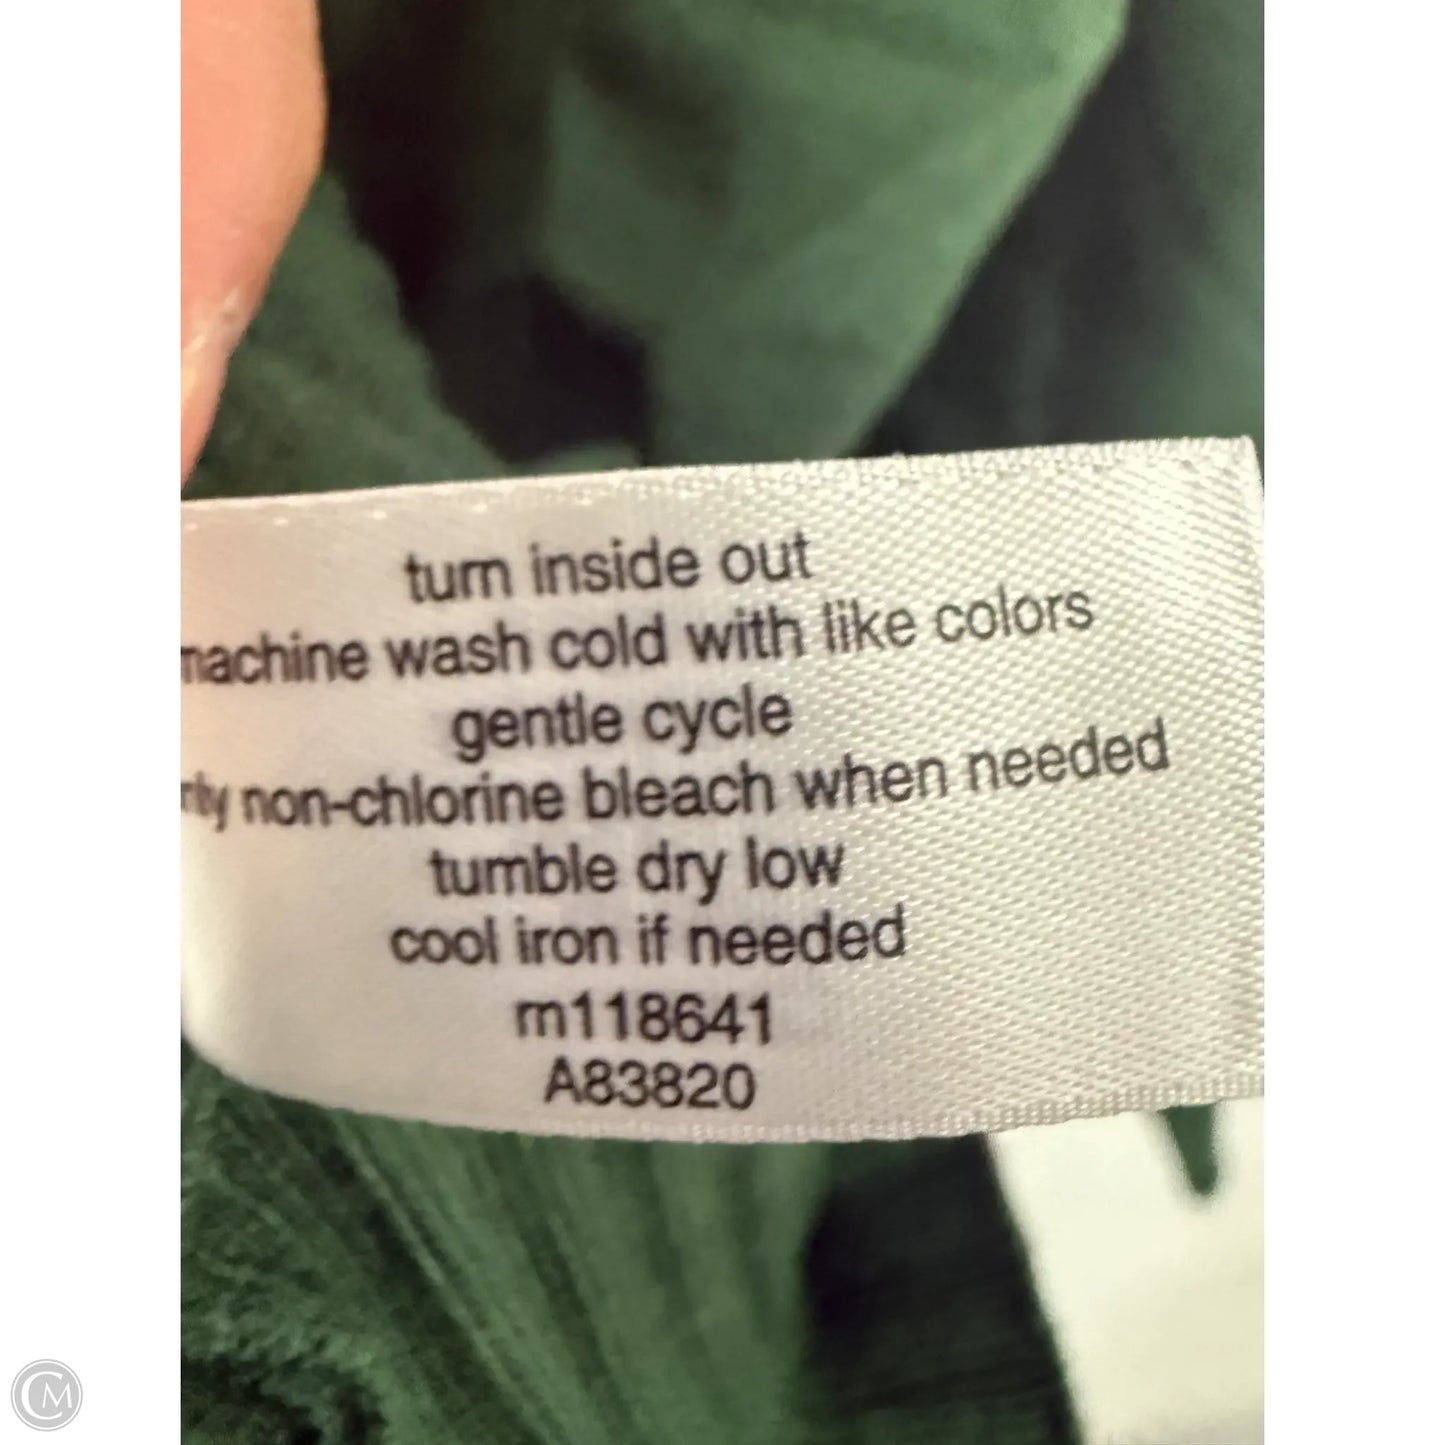 turn inside out
machine wash cold with like colors
gentle cycle
non-chlorine bleach when needed
tumble dry low
cool iron if needed
m118641
A83820
CM